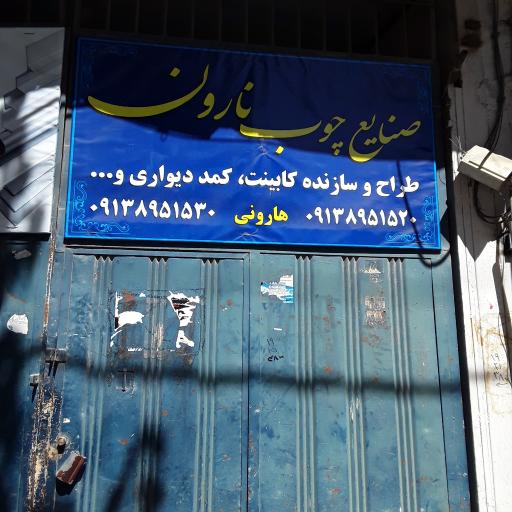 صنایع چوب نارون
طراح و سازنده کابینت، کمد دیواری و...
۰۹۱۳۸۹۵۱۵۲۰ هارونی ۰۹۱۳۸۹۵۱۵۳۰